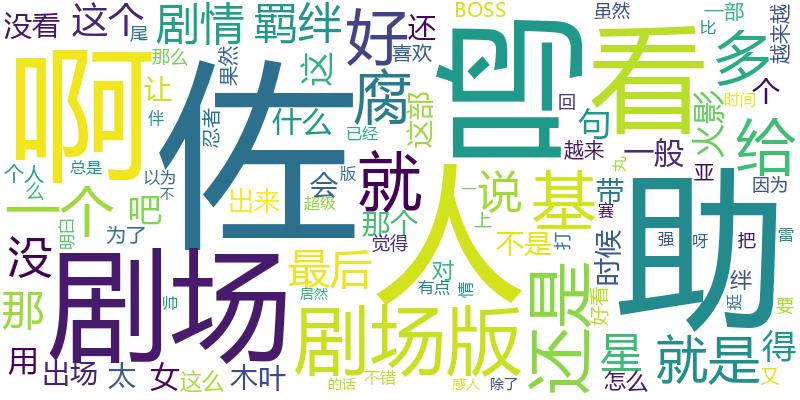 没看 这个 剧情 羁绊 好 还 BOSS 虽然 一部 越来越
尾 那么 果然 这 喜欢 多 比
啊 佐 鸣 看
让 伴 忍者 什么 腐 这部 回 句 火影 时间 个
已经 越来 一般 给
个人 么 总是 以为 不 版 会 就 说 一 上 基 带 丸 亚 因为
一个 吧 出来 超级 那个 人 赛 助
明白 为了 觉得 不是 打 时候 强 呀 把 雷
没 剧场 最后 对 有点 情 还是 好看 挺 绊 要
那 帅 居然 剧场版 星 就是 得
用 出场 太 女 这么 木叶 的话 不错 感人 除了 怎么 又